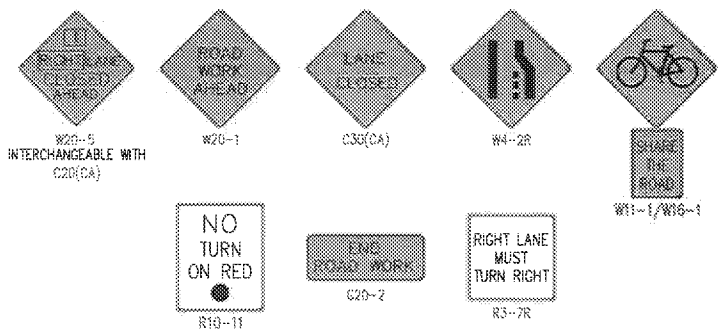 RIGHT LANE
CLOSED
AHEAD
W20-5
INTERCHANGEABLE WITH
C20(CA)
ROAD
WORK
AHEAD
W20-1
LANE
CLOSED
C30(CA)
W4-2R
SHARE
THE
ROAD
W11-1/W16-1
NO
TURN
ON RED
R10-11
END
ROAD WORK
G20-2
RIGHT LANE
MUST
TURN RIGHT
R3-7R